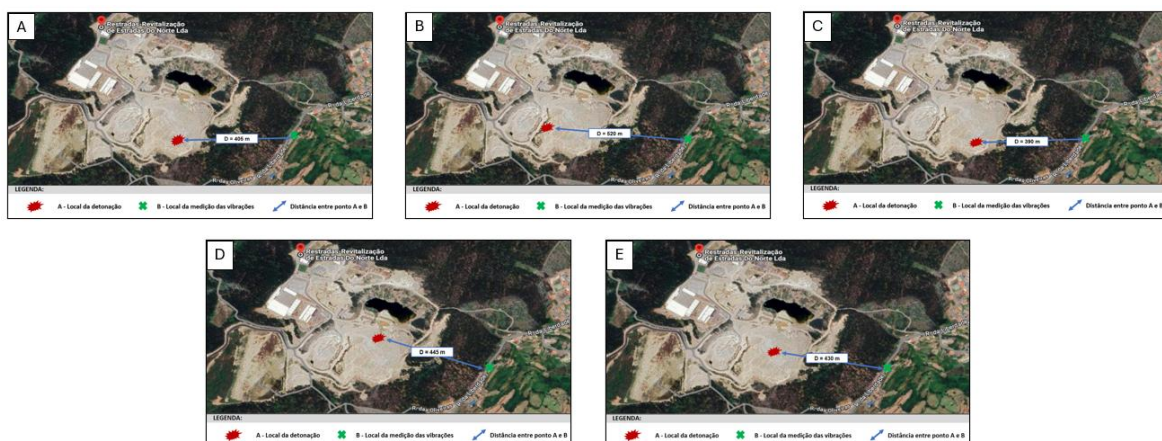 A
Restradas-Revitalização
de Estradas Do Norte Lda
D = 405 m
LEGENDA:
A - Local da detonação
B - Local da medição das vibrações
Distância entre ponto A e B
B
Restradas-Revitalização
de Estradas Do Norte Lda
D = 520 m
LEGENDA:
A - Local da detonação
B - Local da medição das vibrações
Distância entre ponto A e B
C
Restradas-Revitalização
de Estradas Do Norte Lda
D = 390 m
LEGENDA:
A - Local da detonação
B - Local da medição das vibrações
Distância entre ponto A e B
D
Restradas-Revitalização
de Estradas Do Norte Lda
D = 445 m
LEGENDA:
A - Local da detonação
B - Local da medição das vibrações
Distância entre ponto A e B
E
Restradas-Revitalização
de Estradas Do Norte Lda
D = 430 m
LEGENDA:
A - Local da detonação
B - Local da medição das vibrações
Distância entre ponto A e B